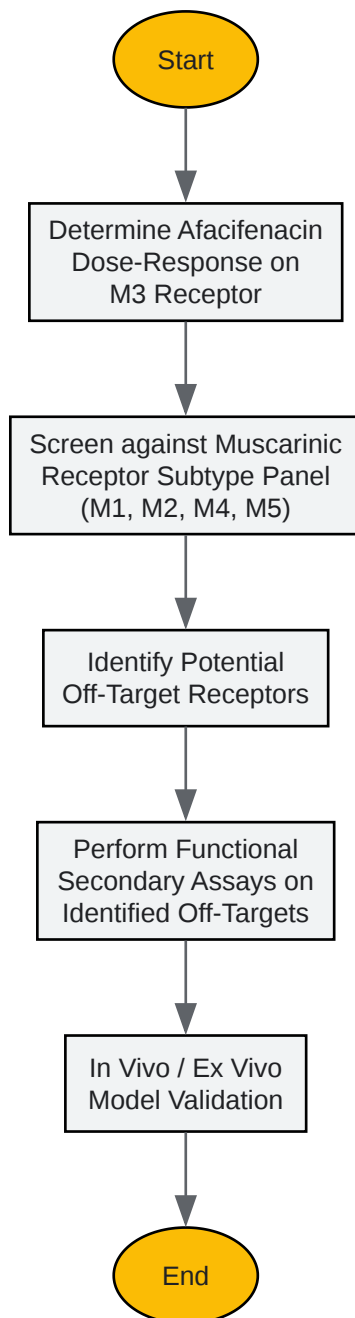 Start
Determine Afacifenacin
Dose-Response on
M3 Receptor
Screen against Muscarinic
Receptor Subtype Panel
(M1, M2, M4, M5)
Identify Potential
Off-Target Receptors
Perform Functional
Secondary Assays on
Identified Off-Targets
In Vivo / Ex Vivo
Model Validation
End